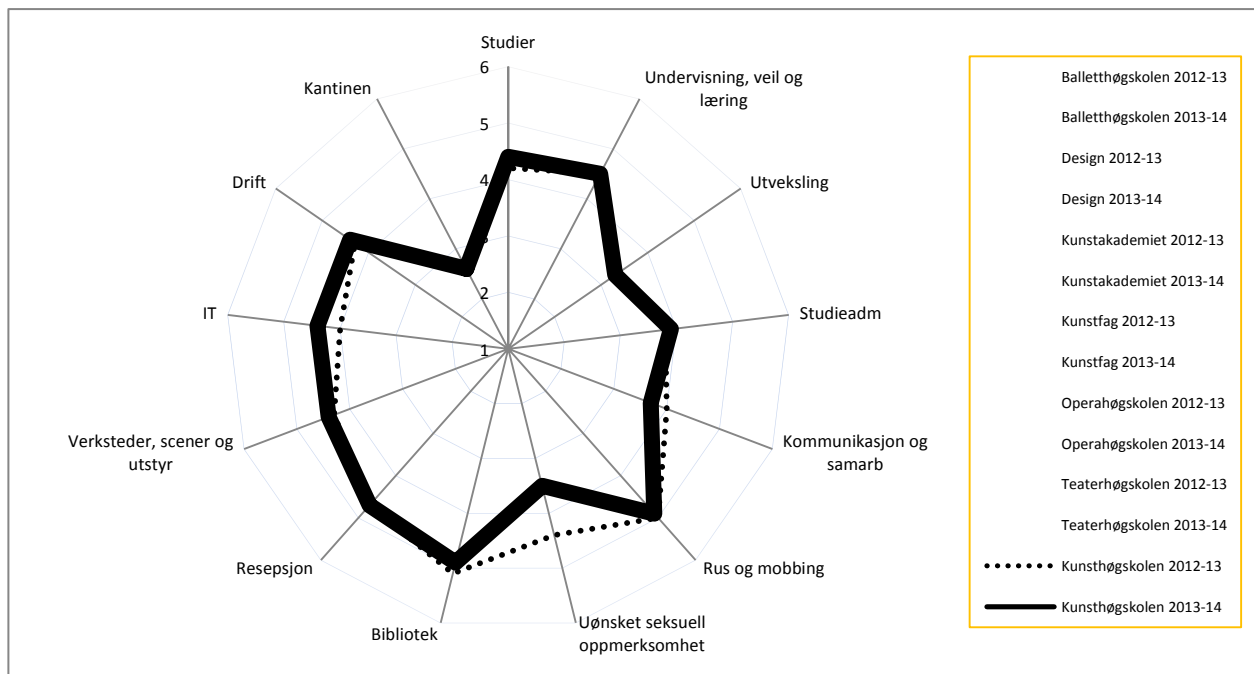 Studier
Undervisning, veil og
læring
Utveksling
Studieadm
Kommunikasjon og
samarb
Rus og mobbing
Uønsket seksuell
oppmerksomhet
Bibliotek
Resepsjon
Verksteder, scener og
utstyr
IT
Drift
Kantinen
6
5
4
3
2
1
Balletthøgskolen 2012-13
Balletthøgskolen 2013-14
Design 2012-13
Design 2013-14
Kunstakademiet 2012-13
Kunstakademiet 2013-14
Kunstfag 2012-13
Kunstfag 2013-14
Operahøgskolen 2012-13
Operahøgskolen 2013-14
Teaterhøgskolen 2012-13
Teaterhøgskolen 2013-14
Kunsthøgskolen 2012-13
Kunsthøgskolen 2013-14